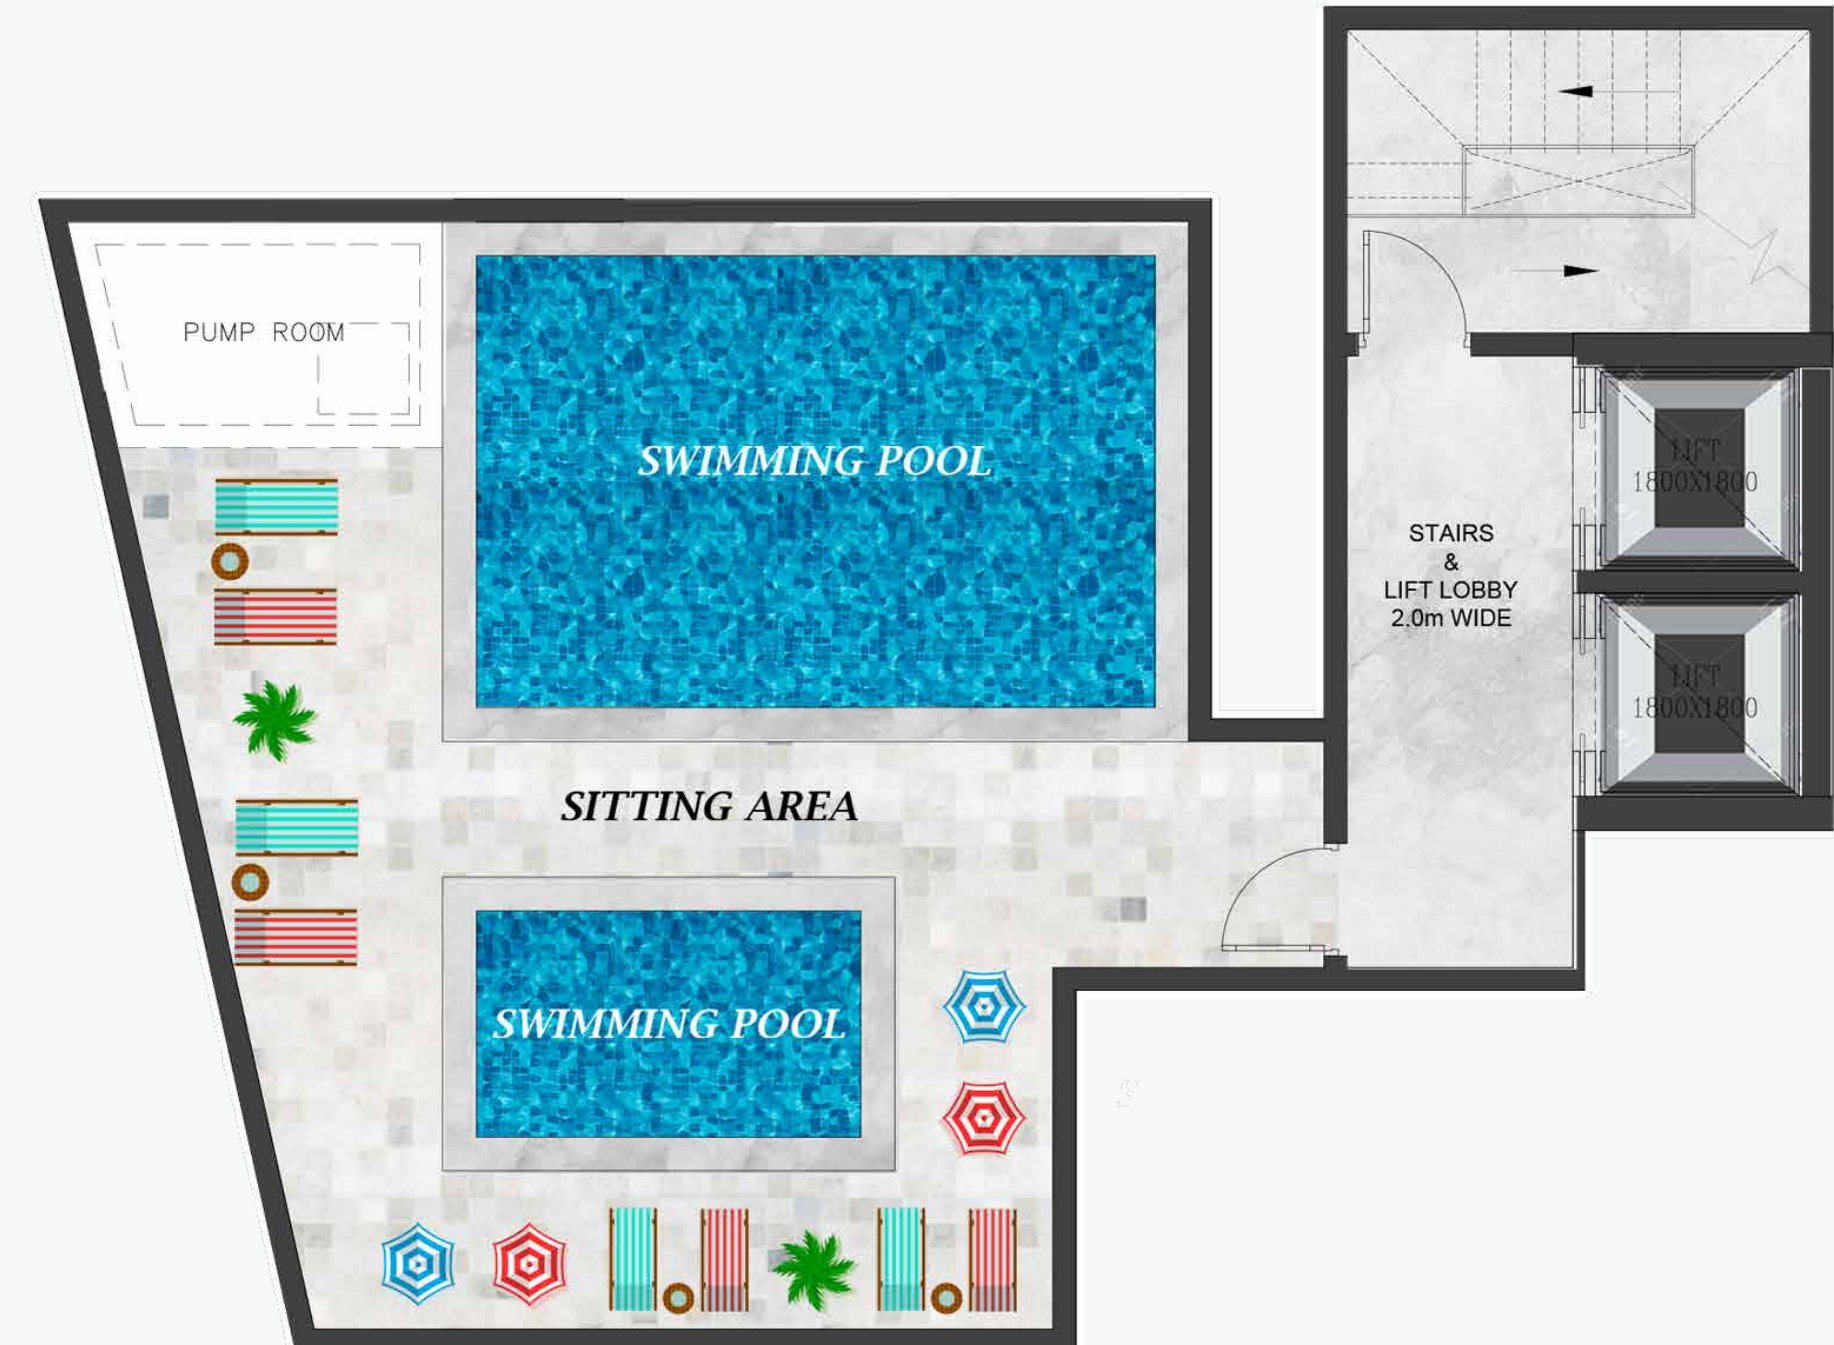 PUMP ROOM
SWIMMING POOL
LIFT
1800X1800
STAIRS
&
LIFT LOBBY
2.0m WIDE
LIFT
1800X1800
SITTING AREA
SWIMMING POOL